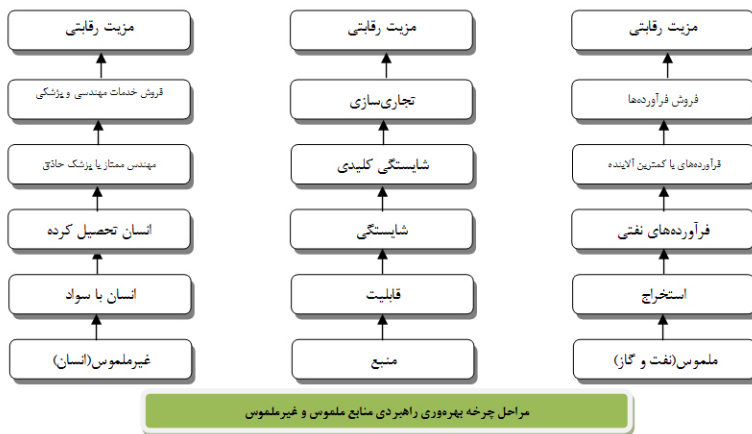 مزیت رقابتی
فروش فرآورده‌ها
فرآورده‌های با کمترین آلاینده
فرآورده‌های نفتی
استخراج
ملموس(نفت و گاز)
مزیت رقابتی
تجاری‌سازی
شایستگی کلیدی
شایستگی
قابلیت
منبع
مزیت رقابتی
فروش خدمات مهندسی و پزشکی
مهندس ممتاز یا پزشک حاذق
انسان تحصیل کرده
انسان با سواد
غیرملموس(انسان)
مراحل چرخه بهره‌وری راهبردی منابع ملموس و غیرملموس